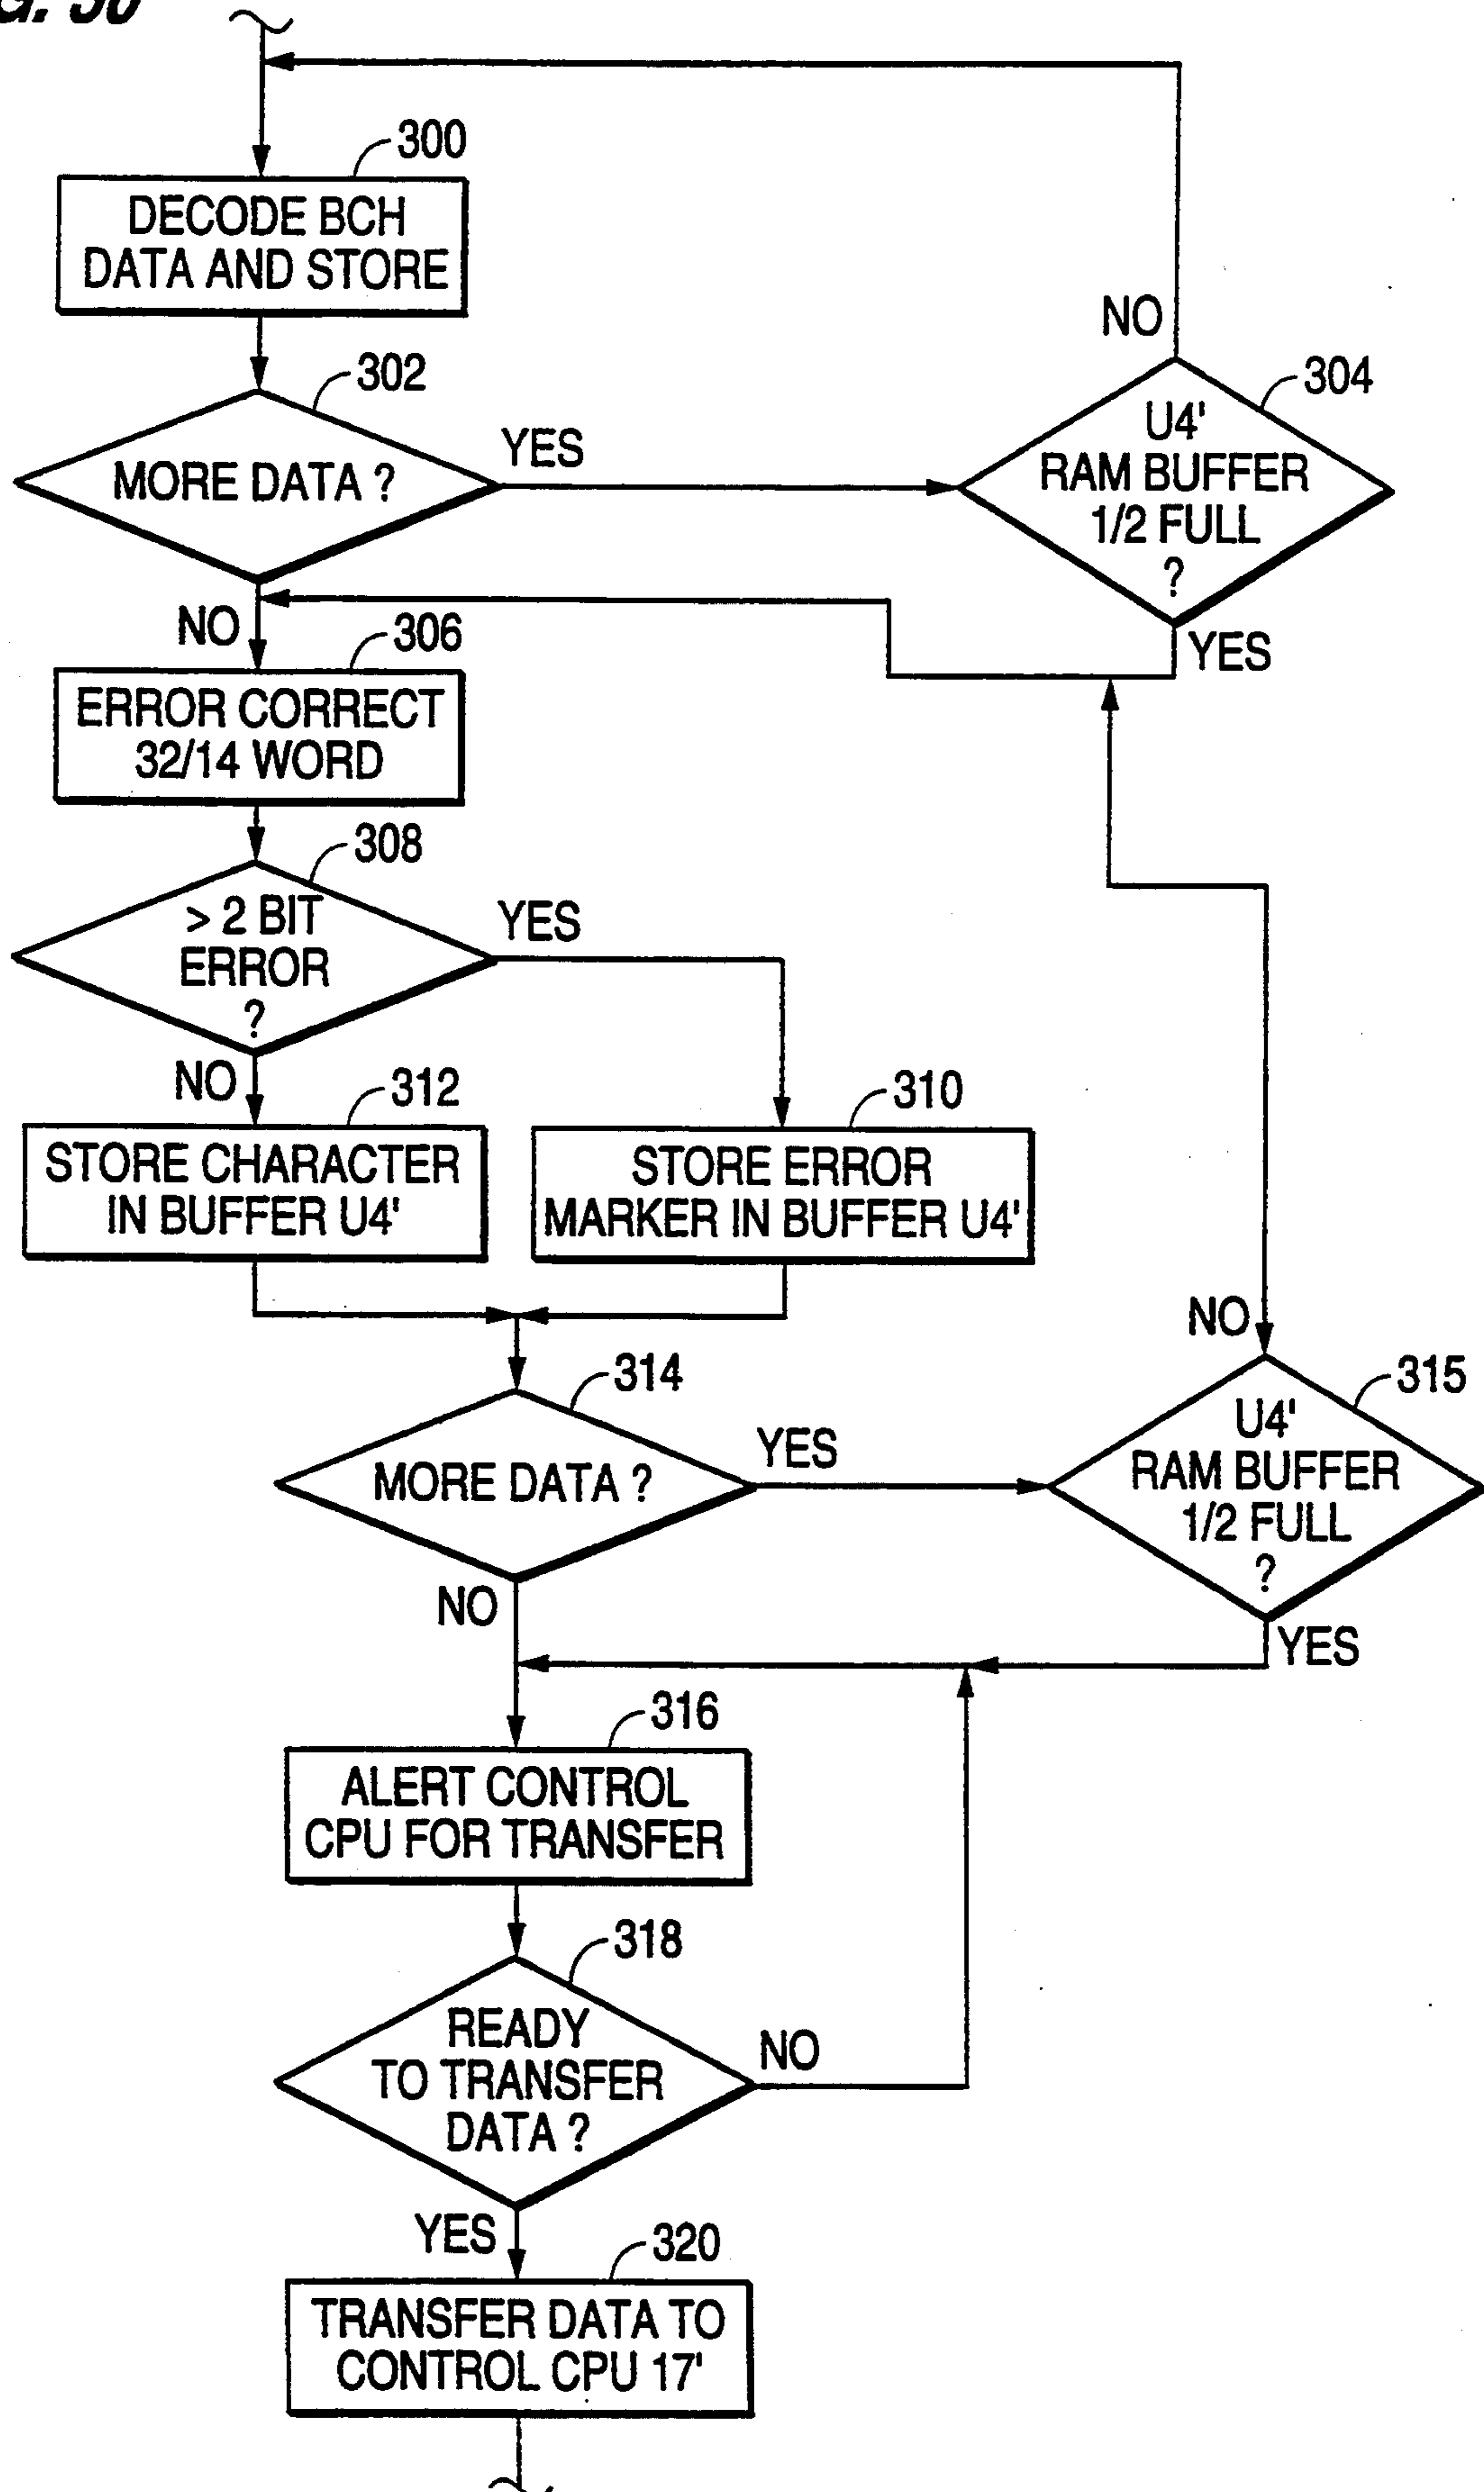 300
DECODE BCH
DATA AND STORE
302
MORE DATA ?
YES
NO
304
U4'
RAM BUFFER
1/2 FULL
?
NO
YES
306
ERROR CORRECT
32/14 WORD
308
> 2 BIT
ERROR
?
YES
NO
312
STORE CHARACTER
IN BUFFER U4'
310
STORE ERROR
MARKER IN BUFFER U4'
314
MORE DATA ?
YES
NO
NO
315
U4'
RAM BUFFER
1/2 FULL
?
YES
316
ALERT CONTROL
CPU FOR TRANSFER
318
READY
TO TRANSFER
DATA ?
NO
YES
320
TRANSFER DATA TO
CONTROL CPU 17'